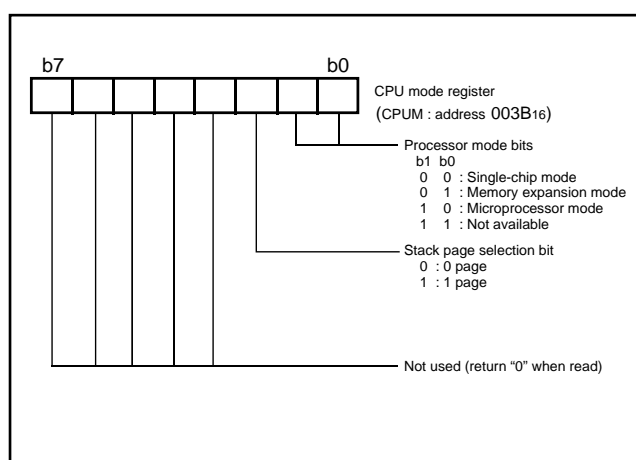 b7 b0
CPU mode register
(CPUM : address 003B16)
Processor mode bits
b1 b0
0 0 : Single-chip mode
0 1 : Memory expansion mode
1 0 : Microprocessor mode
1 1 : Not available
Stack page selection bit
0 : 0 page
1 : 1 page
Not used (return “0” when read)